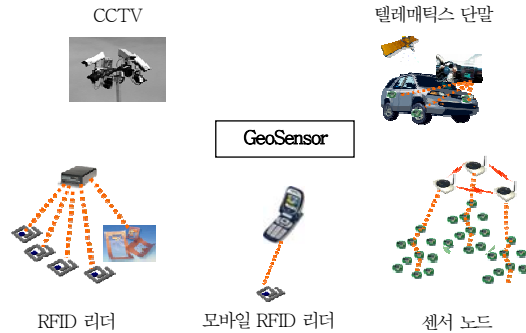 CCTV
텔레매틱스 단말
GeoSensor
RFID 리더
모바일 RFID 리더
센서 노드